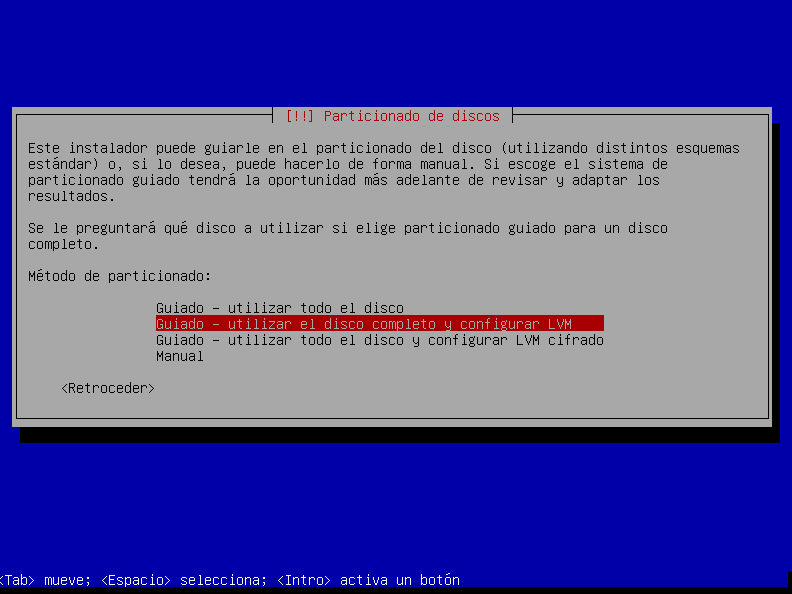 [!!] Particionado de discos
Este instalador puede guiarle en el particionado del disco (utilizando distintos esquemas
estándar) o, si lo desea, puede hacerlo de forma manual. Si escoge el sistema de
particionado guiado tendrá la oportunidad más adelante de revisar y adaptar los
resultados.
Se le preguntará qué disco a utilizar si elige particionado guiado para un disco
completo.
Método de particionado:
Guiado - utilizar todo el disco
Guiado - utilizar el disco completo y configurar LVM
Guiado - utilizar todo el disco y configurar LVM cifrado
Manual
<Retroceder>
<Tab> mueve; <Espacio> selecciona; <Intro> activa un botón